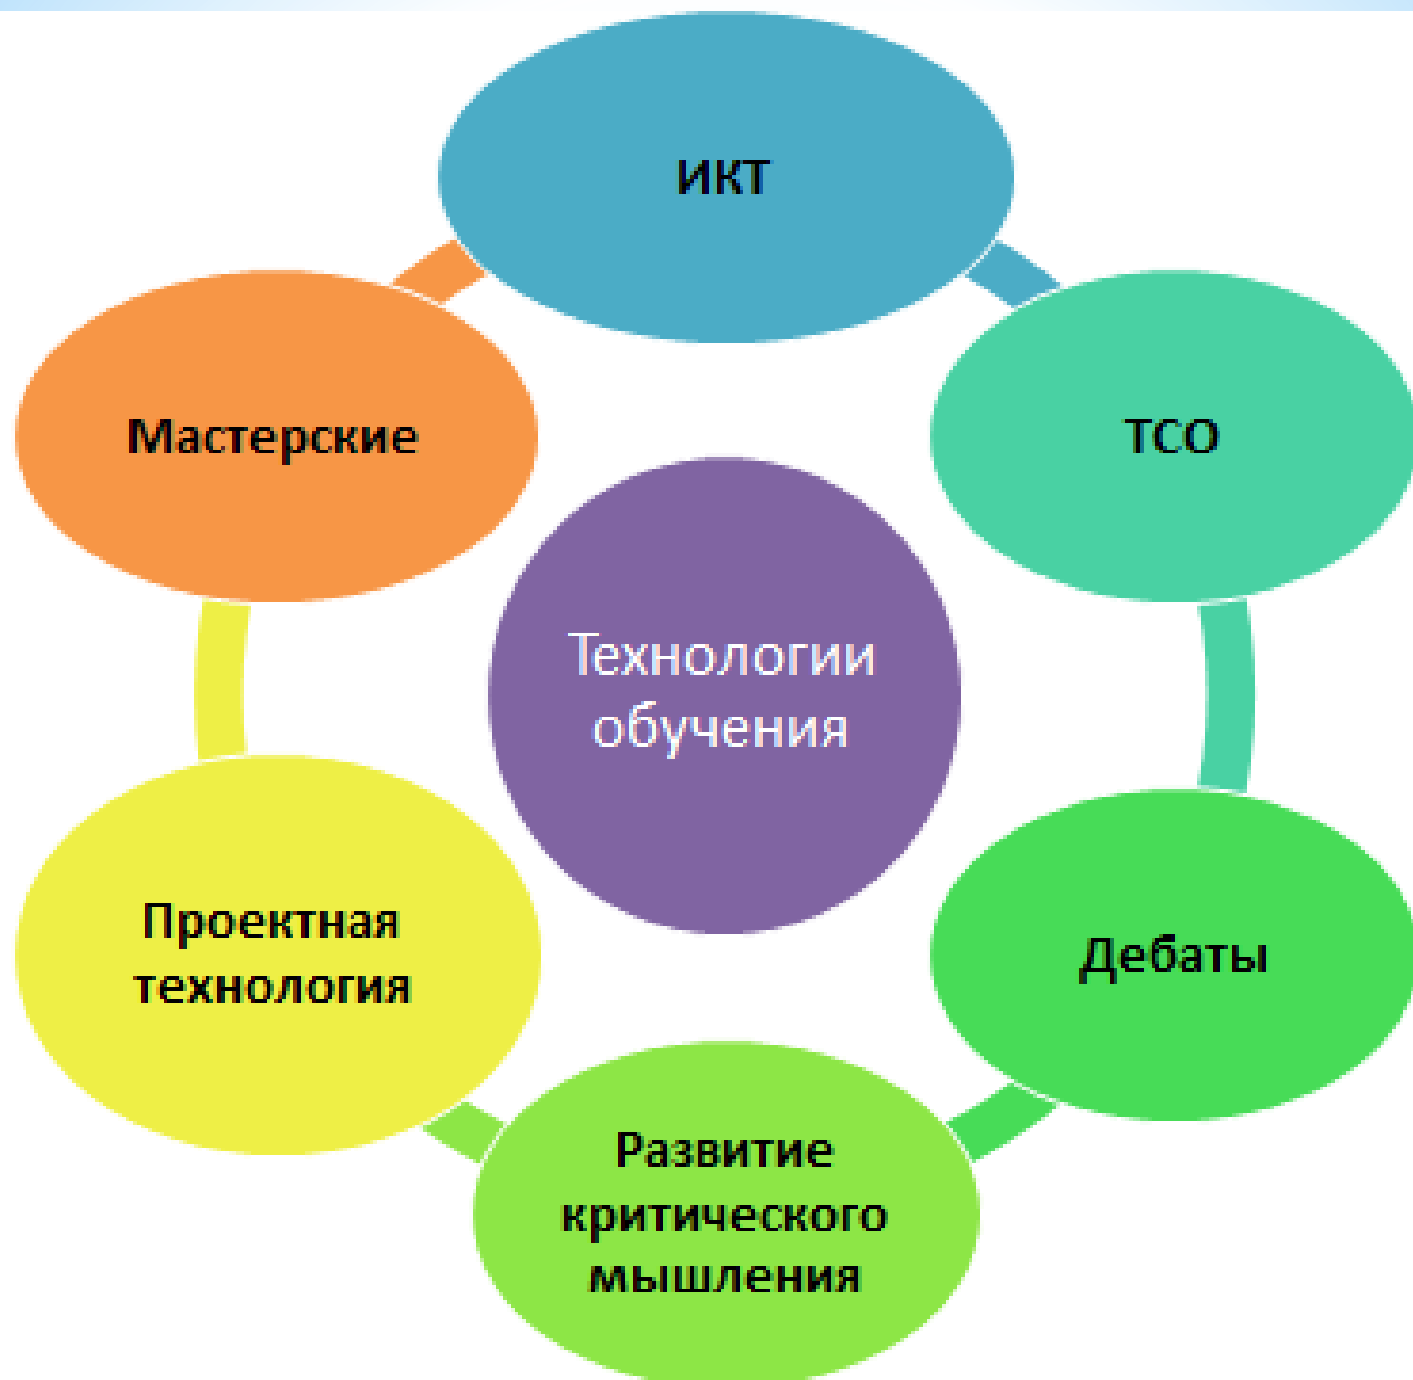 ИКТ
ТСО
Дебаты
Развитие
критического
мышления
Проектная
технология
Мастерские
Технологии
обучения